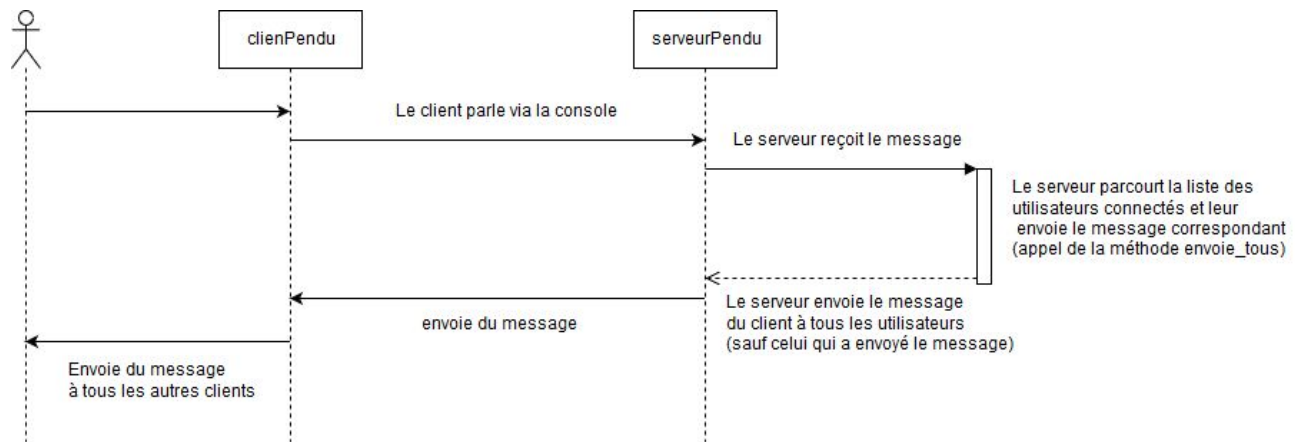 clienPendu
serveurPendu
Le client parle via la console
Le serveur reçoit le message
Le serveur parcourt la liste des
utilisateurs connectés et leur
envoie le message correspondant
(appel de la méthode envoie_tous)
Le serveur envoie le message
du client à tous les utilisateurs
(sauf celui qui a envoyé le message)
envoie du message
Envoie du message
à tous les autres clients